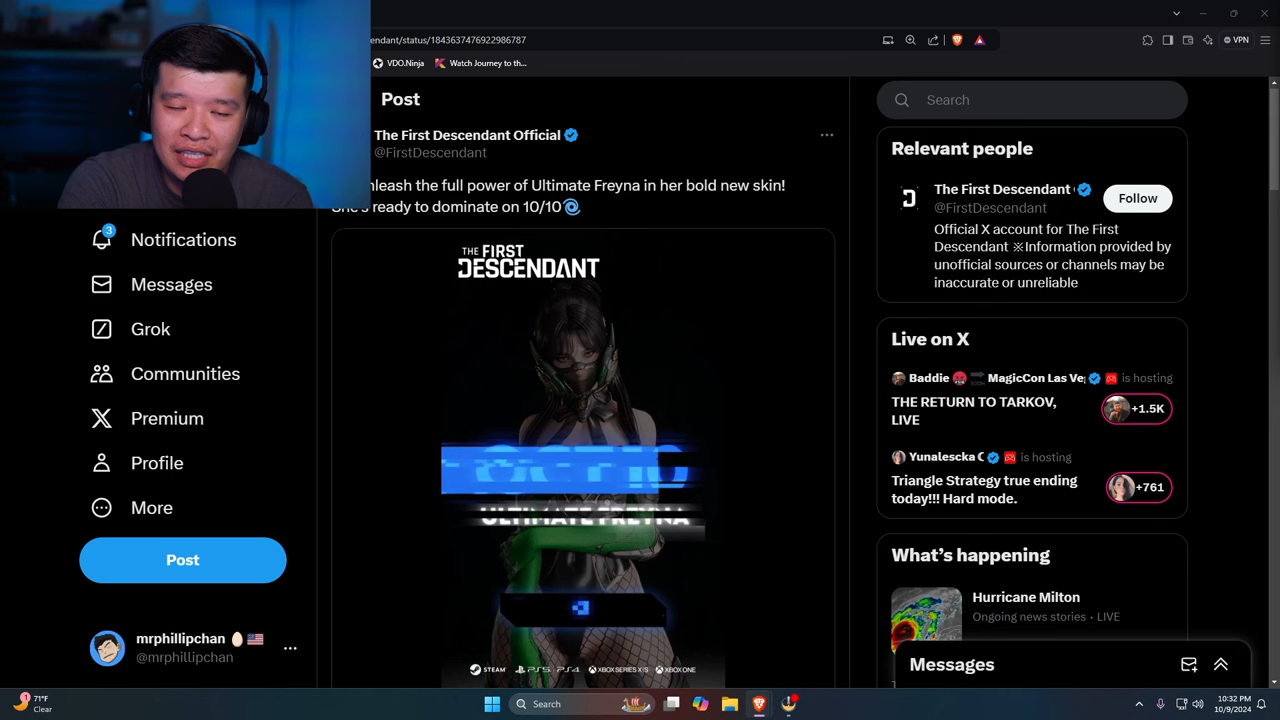 endant/status/1843637476922986787
VPN
VDO.Ninja
Watch Journey to th...
Post
The First Descendant Official
@FirstDescendant
nleash the full power of Ultimate Freyna in her bold new skin!
She's ready to dominate on 10/10
THE FIRST
DESCENDANT
ULTIMATE FREYNA
STEAM PS5 PS4 XBOX SERIES X|S XBOX ONE
3
Notifications
Messages
Grok
Communities
Premium
Profile
More
Post
mrphillipchan
@mrphillipchan
Search
Relevant people
The First Descendant
@FirstDescendant
Follow
Official X account for The First
Descendant ※Information provided by
unofficial sources or channels may be
inaccurate or unreliable
Live on X
Baddie SOON MagicCon Las Ve is hosting
THE RETURN TO TARKOV,
LIVE
+1.5K
Yunalescka is hosting
Triangle Strategy true ending
today!!! Hard mode.
+761
What's happening
Hurricane Milton
Ongoing news stories · LIVE
Messages
1
71°F
Clear
Search
10:32 PM
10/9/2024